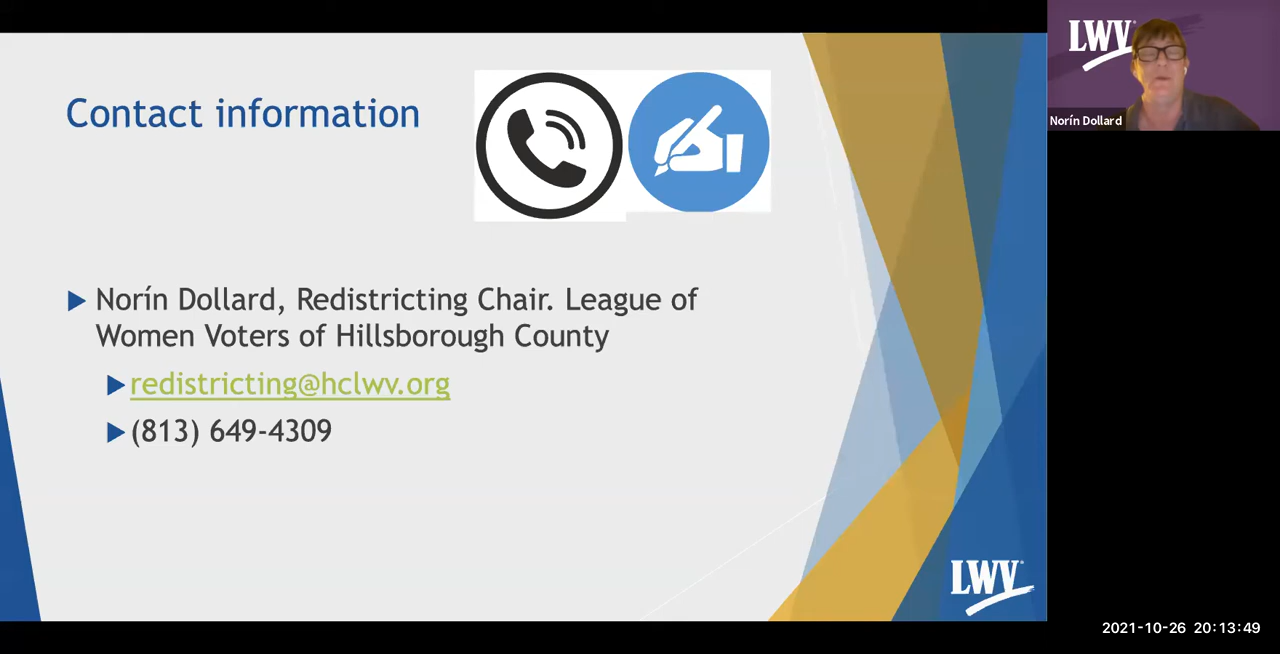 Contact information
Norín Dollard, Redistricting Chair. League of
Women Voters of Hillsborough County
redistricting@hclwv.org
(813) 649-4309
LWV
LWV
Norín Dollard
2021-10-26 20:13:49